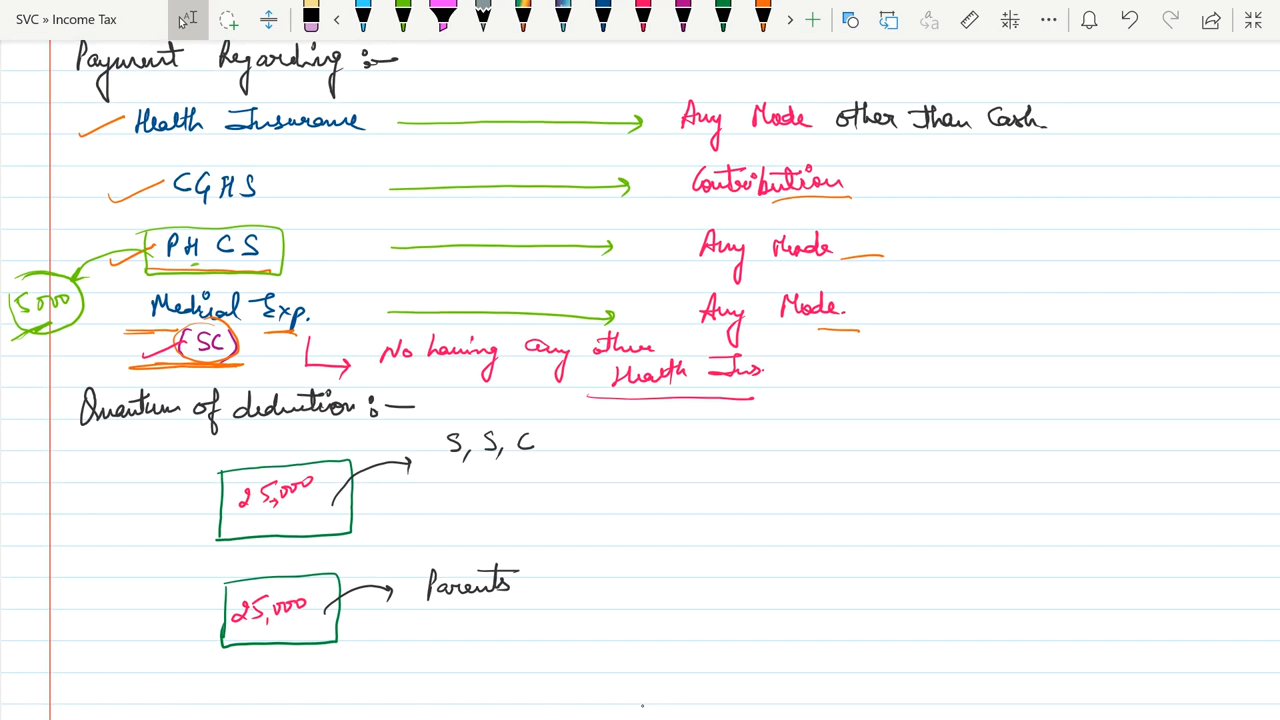 SVC » Income Tax
Payment Regarding :-
Health Insurance → Any Mode other than Cash
CGHS → Contribution
PHCS → Any Mode
5000
Medical Exp. → Any Mode.
(SC)
No having any other
Health Ins.
Quantum of deduction :-
S, S, C
25,000
Parents
25,000